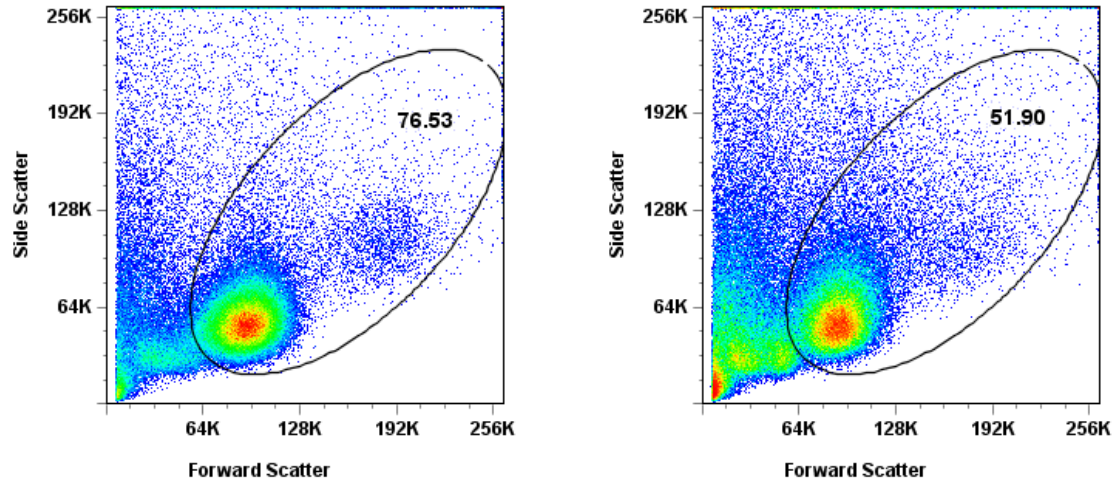 256K
192K
128K
64K
Side Scatter
76.53
64K 128K 192K 256K
Forward Scatter
256K
192K
128K
64K
Side Scatter
51.90
64K 128K 192K 256K
Forward Scatter